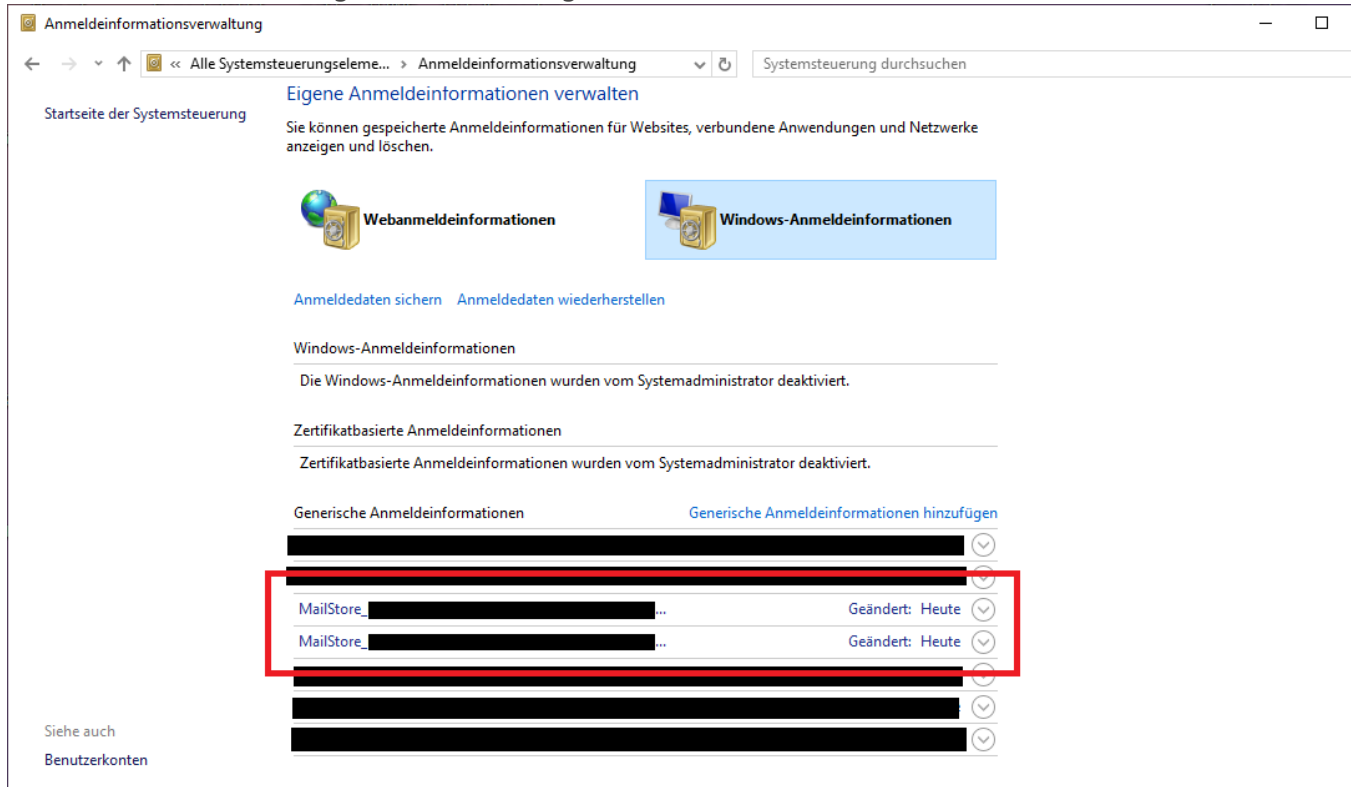 Anmeldeinformationsverwaltung
« Alle Systemsteuerungseleme... › Anmeldeinformationsverwaltung
Systemsteuerung durchsuchen
Startseite der Systemsteuerung
Eigene Anmeldeinformationen verwalten
Sie können gespeicherte Anmeldeinformationen für Websites, verbundene Anwendungen und Netzwerke
anzeigen und löschen.
Webanmeldeinformationen
Windows-Anmeldeinformationen
Anmeldedaten sichern Anmeldedaten wiederherstellen
Windows-Anmeldeinformationen
Die Windows-Anmeldeinformationen wurden vom Systemadministrator deaktiviert.
Zertifikatbasierte Anmeldeinformationen
Zertifikatbasierte Anmeldeinformationen wurden vom Systemadministrator deaktiviert.
Generische Anmeldeinformationen Generische Anmeldeinformationen hinzufügen
MailStore_ ... Geändert: Heute
MailStore_ ... Geändert: Heute
Siehe auch
Benutzerkonten